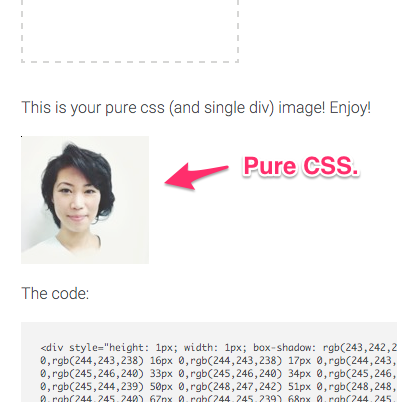 This is your pure css (and single div) image! Enjoy!
Pure CSS.
The code:
<div style="height: 1px; width: 1px; box-shadow: rgb(243,242,2
0,rgb(244,243,238) 16px 0,rgb(244,243,238) 17px 0,rgb(244,243,
rgb(245,246,240) 33px 0,rgb(245,246,240) 34px 0,rgb(245,246,
0,rgb(245,244,239) 50px 0,rgb(248,247,242) 51px 0,rgb(248,248,
0,rgb(244,245,240) 67px 0,rgb(245,244,239) 68px 0,rgb(244,245,